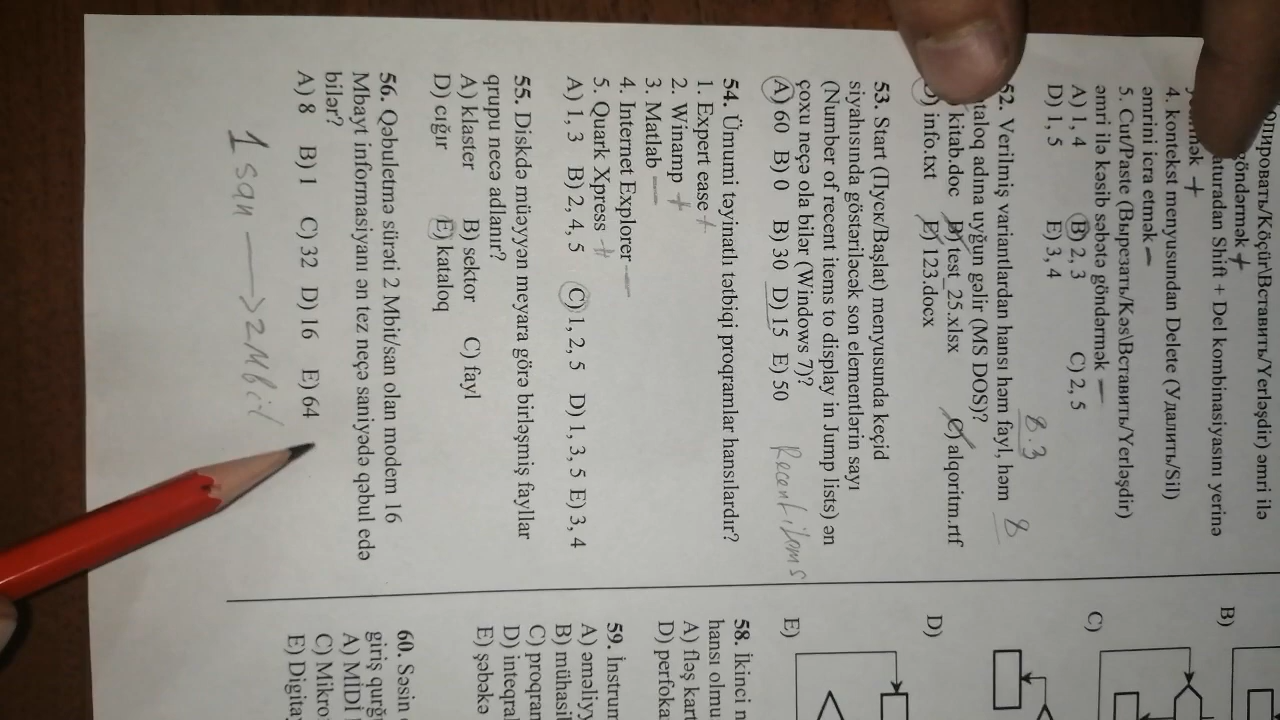 Вставить/Yerləşdir) əmri ilə
göndərmək +
Shift + Del kombinasiyasını yerinə
+
4. kontekst menyusundan Delete (Удалить/Sil)
əmrini icra etmək —
5. Cut/Paste (Вырезать/Kəs\Вставить/Yerləşdir)
əmri ilə kəsib səbətə göndərmək —
A) 1, 4 B) 2, 3 C) 2, 5
D) 1, 5 E) 3, 4
8.3
52. Verilmiş variantlardan hansı həm fayl, həm 8
adına uyğun gəlir (MS DOS)?
kitab.doc B) test_25.xlsx C) alqoritm.rtf
D) info.txt E) 123.docx
53. Start (Пуск/Başlat) menyusunda keçid
siyahısında göstəriləcək son elementlərin sayı
(Number of recent items to display in Jump lists) ən
çoxu neçə ola bilər (Windows 7)?
A) 60 B) 0 B) 30 D) 15 E) 50
Recent items
54. Ümumi təyinatlı tətbiqi proqramlar hansılardır?
1. Expert ease +
2. Winamp +
3. Matlab —
4. Internet Explorer —
5. Quark Xpress +
A) 1, 3 B) 2, 4, 5 C) 1, 2, 5 D) 1, 3, 5 E) 3, 4
55. Diskdə müəyyən meyara görə birləşmiş fayllar
qrupu necə adlanır?
A) klaster B) sektor C) fayl
D) cığır E) kataloq
56. Qəbuletmə sürəti 2 Mbit/san olan modem 16
Mbayt informasiyanı ən tez neçə saniyədə qəbul edə
bilər?
A) 8 B) 1 C) 32 D) 16 E) 64
1 san —> 2 Mbit
B)
C)
D)
E)
58. İkinci
hansı olmu
A) fləş kart
D) perfoka
59. İnstrum
A) əməliyy
B) mühasil
C) proqran
D) inteqral
E) şəbəkə
60. Səsin
giriş qurğu
A) MİDİ
C) Mikro
E) Digita